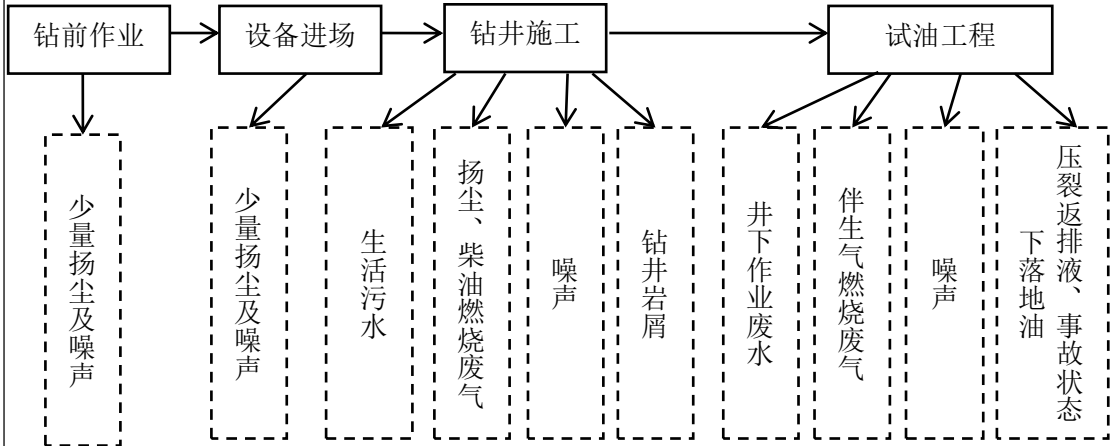 钻前作业
设备进场
钻井施工
试油工程
少量扬尘及噪声
少量扬尘及噪声
生活污水
扬尘、柴油燃烧废气
噪声
钻井岩屑
井下作业废水
伴生气燃烧废气
噪声
压裂返排液、事故状态
下落地油